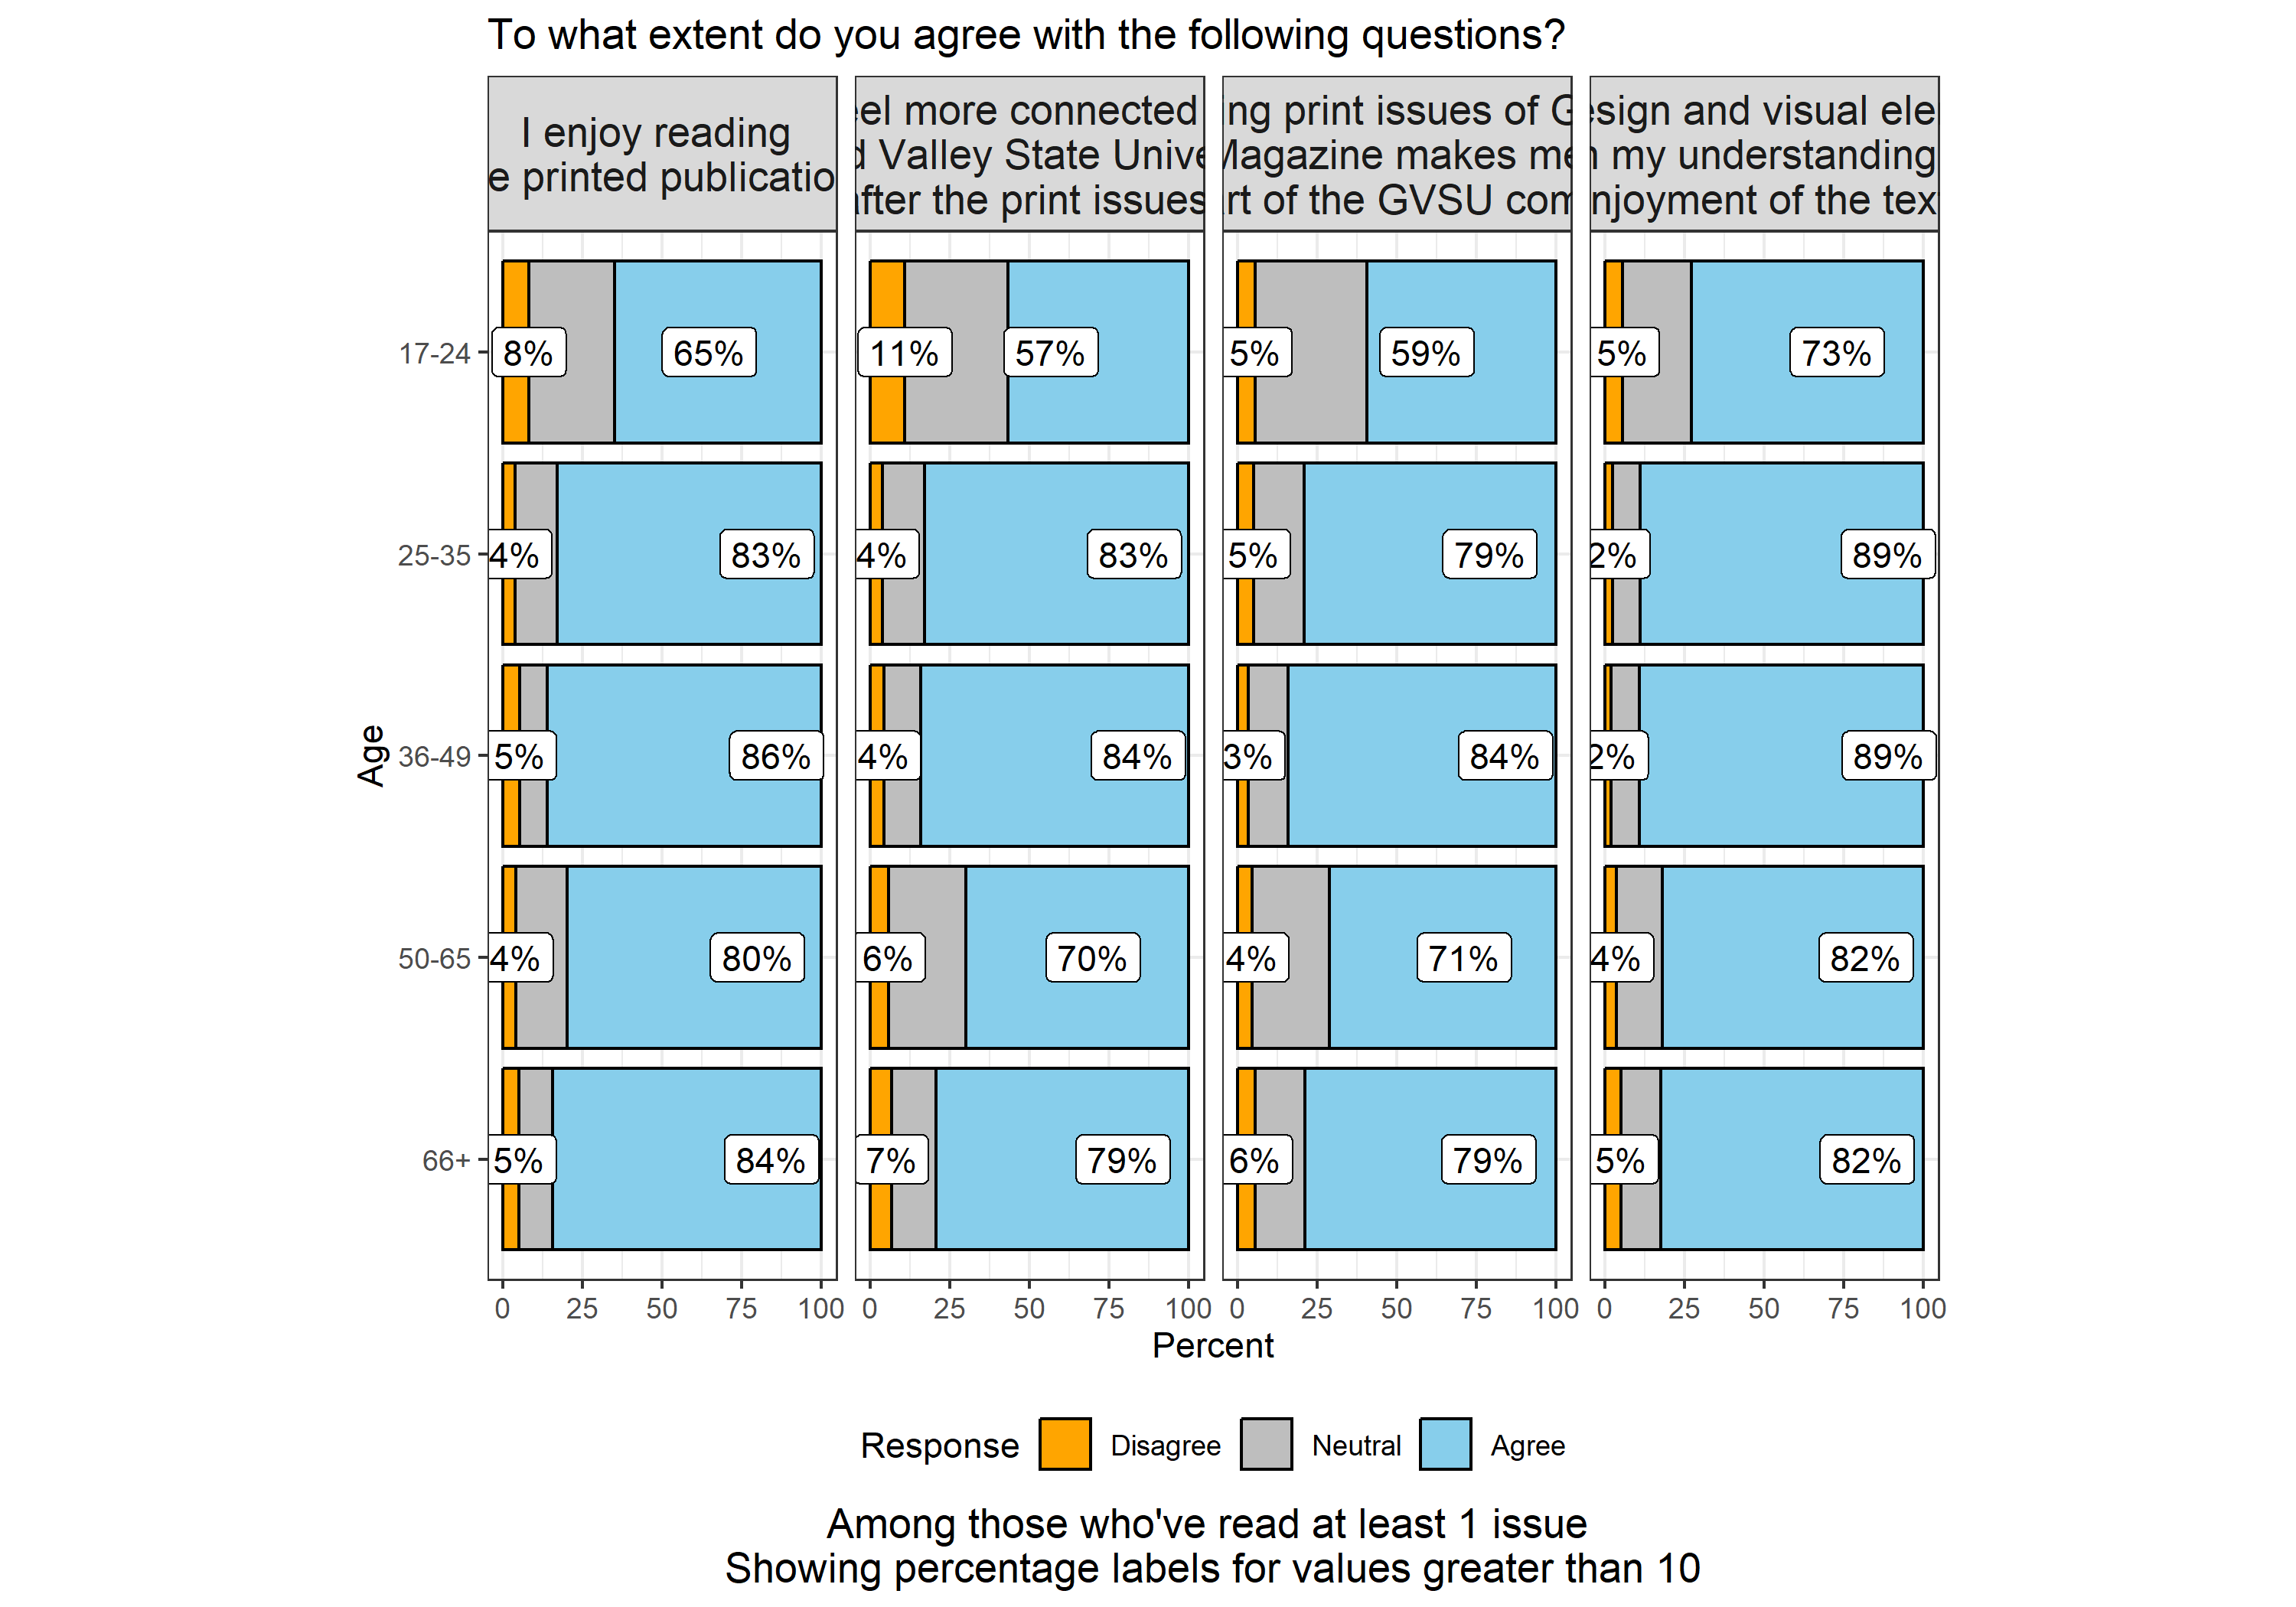 To what extent do you agree with the following questions?
I enjoy reading
e printed publicatio
eel more connected
d Valley State Unive
after the print issues
ing print issues of G
Magazine makes me
rt of the GVSU com
esign and visual ele
n my understanding
njoyment of the tex
17-24
8% 65% 11% 57% 5% 59% 5% 73%
25-35
4% 83% 4% 83% 5% 79% 2% 89%
Age
36-49
5% 86% 4% 84% 3% 84% 2% 89%
50-65
4% 80% 6% 70% 4% 71% 4% 82%
66+
5% 84% 7% 79% 6% 79% 5% 82%
0 25 50 75 100 0 25 50 75 100 0 25 50 75 100 0 25 50 75 100
Percent
Response Disagree Neutral Agree
Among those who've read at least 1 issue
Showing percentage labels for values greater than 10